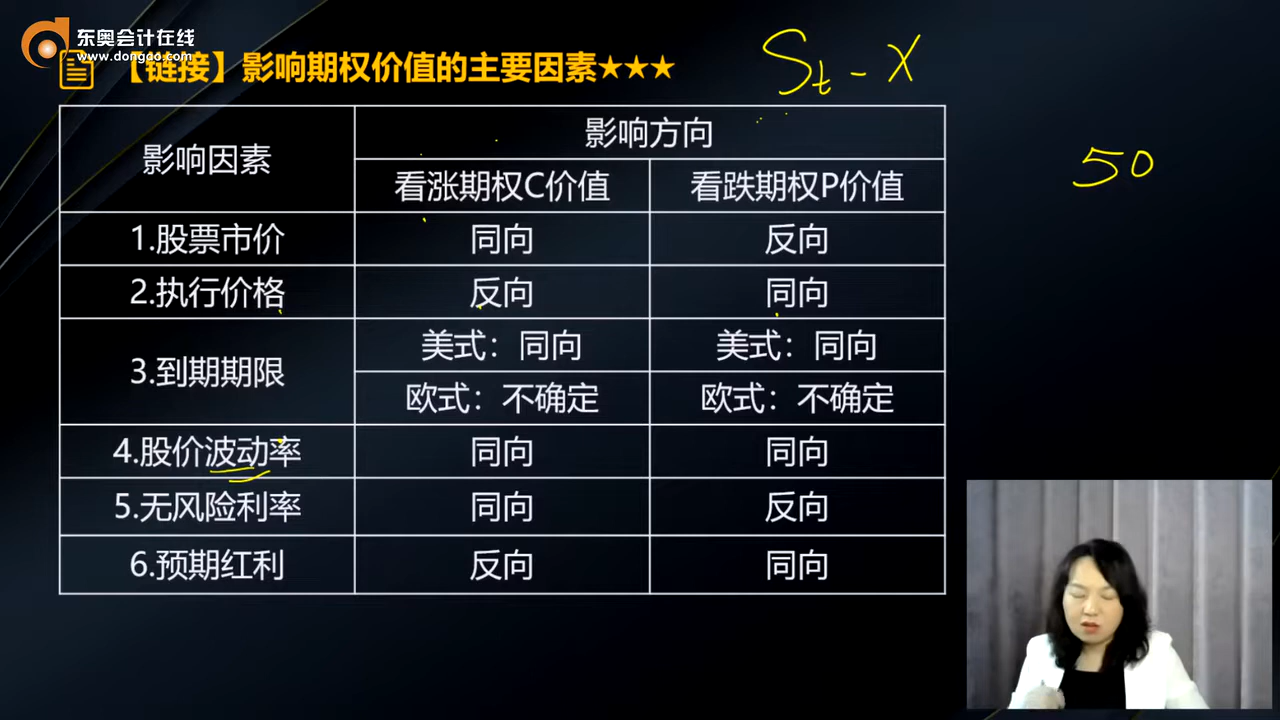 东奥会计在线
www.dongao.com
【链接】影响期权价值的主要因素★★★
St - X
50
影响因素
影响方向
看涨期权C价值
看跌期权P价值
1.股票市价
同向
反向
2.执行价格
反向
同向
3.到期期限
美式：同向
美式：同向
欧式：不确定
欧式：不确定
4.股价波动率
同向
同向
5.无风险利率
同向
反向
6.预期红利
反向
同向